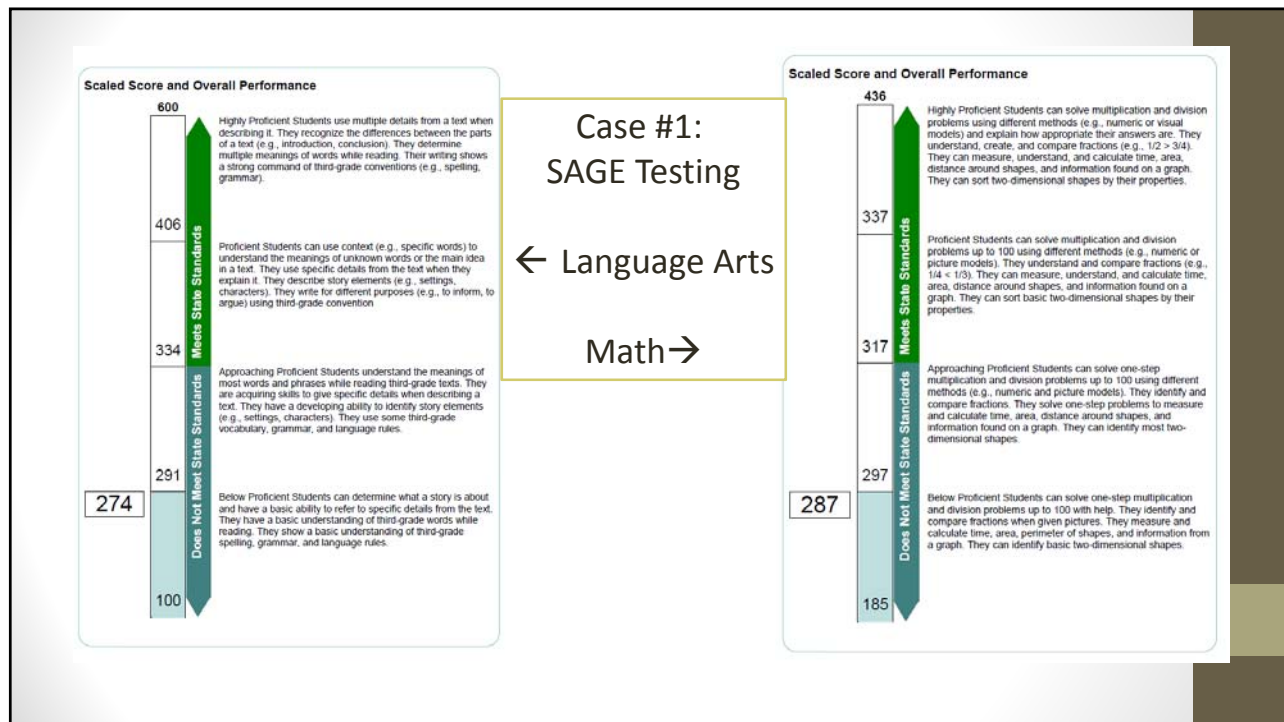 Scaled Score and Overall Performance
600
Highly Proficient Students use multiple details from a text when
describing it. They recognize the differences between the parts
of a text (e.g., introduction, conclusion). They determine
multiple meanings of words while reading. Their writing shows
a strong command of third-grade conventions (e.g., spelling,
grammar).
406
Meets State Standards
Proficient Students can use context (e.g., specific words) to
understand the meanings of unknown words or the main idea
in a text. They use specific details from the text when they
explain it. They describe story elements (e.g., settings,
characters). They write for different purposes (e.g., to inform, to
argue) using third-grade convention
334
Approaching Proficient Students understand the meanings of
most words and phrases while reading third-grade texts. They
are acquiring skills to give specific details when describing a
text. They have a developing ability to identify story elements
(e.g., settings, characters). They use some third-grade
vocabulary, grammar, and language rules.
Does Not Meet State Standards
291
274
Below Proficient Students can determine what a story is about
and have a basic ability to refer to specific details from the text.
They have a basic understanding of third-grade words while
reading. They show a basic understanding of third-grade
spelling, grammar, and language rules.
100
Case #1:
SAGE Testing
← Language Arts
Math→
Scaled Score and Overall Performance
436
Highly Proficient Students can solve multiplication and division
problems using different methods (e.g., numeric or visual
models) and explain how appropriate their answers are. They
understand, create, and compare fractions (e.g., 1/2 > 3/4).
They can measure, understand, and calculate time, area,
distance around shapes, and information found on a graph.
They can sort two-dimensional shapes by their properties.
337
Meets State Standards
Proficient Students can solve multiplication and division
problems up to 100 using different methods (e.g., numeric or
picture models). They understand and compare fractions (e.g.,
1/4 < 1/3). They can measure, understand, and calculate time,
area, distance around shapes, and information found on a
graph. They can sort basic two-dimensional shapes by their
properties.
317
Approaching Proficient Students can solve one-step
multiplication and division problems up to 100 using different
methods (e.g., numeric and picture models). They identify and
compare fractions. They solve one-step problems to measure
and calculate time, area, distance around shapes, and
information found on a graph. They can identify most two-
dimensional shapes.
Does Not Meet State Standards
297
287
Below Proficient Students can solve one-step multiplication
and division problems up to 100 with help. They identify and
compare fractions when given pictures. They measure and
calculate time, area, perimeter of shapes, and information from
a graph. They can identify basic two-dimensional shapes.
185